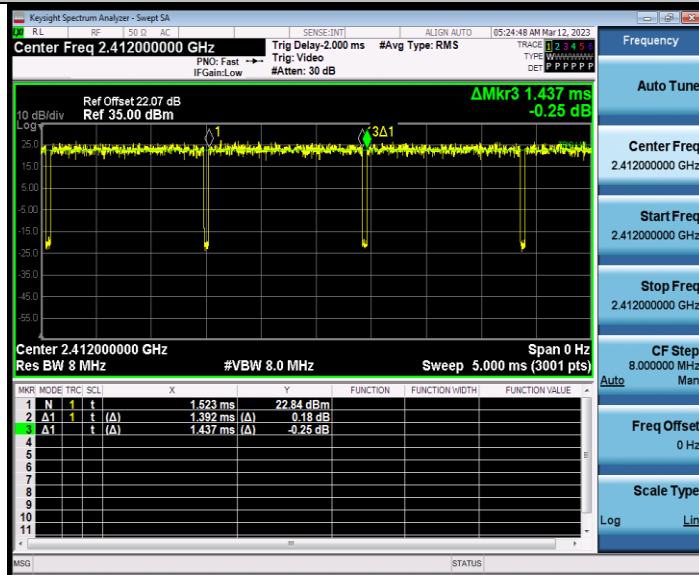 Keysight Spectrum Analyzer - Swept SA
RL RF 50 Ω AC SENSE:INT ALIGN AUTO 05:24:48 AM Mar 12, 2023
Center Freq 2.412000000 GHz
PNO: Fast
IFGain:Low
Trig Delay-2.000 ms
Trig: Video
#Atten: 30 dB
#Avg Type: RMS
TRACE 1 2 3 4 5 6
TYPE W
DET P P P P P P
ΔMkr3 1.437 ms
-0.25 dB
Ref Offset 22.07 dB
10 dB/div Ref 35.00 dBm
Log
1
3Δ1
25.0
15.0
5.00
-5.00
-15.0
-25.0
-35.0
-45.0
-55.0
Center 2.412000000 GHz Span 0 Hz
Res BW 8 MHz #VBW 8.0 MHz Sweep 5.000 ms (3001 pts)
MKR MODE TRC SCL X Y FUNCTION FUNCTION WIDTH FUNCTION VALUE
1 N 1 t 1.523 ms 22.84 dBm
2 Δ1 1 t (Δ) 1.392 ms (Δ) 0.18 dB
3 Δ1 t (Δ) 1.437 ms (Δ) -0.25 dB
4
5
6
7
8
9
10
11
MSG STATUS
Frequency
Auto Tune
Center Freq
2.412000000 GHz
Start Freq
2.412000000 GHz
Stop Freq
2.412000000 GHz
CF Step
8.000000 MHz
Auto Man
Freq Offset
0 Hz
Scale Type
Log Lin